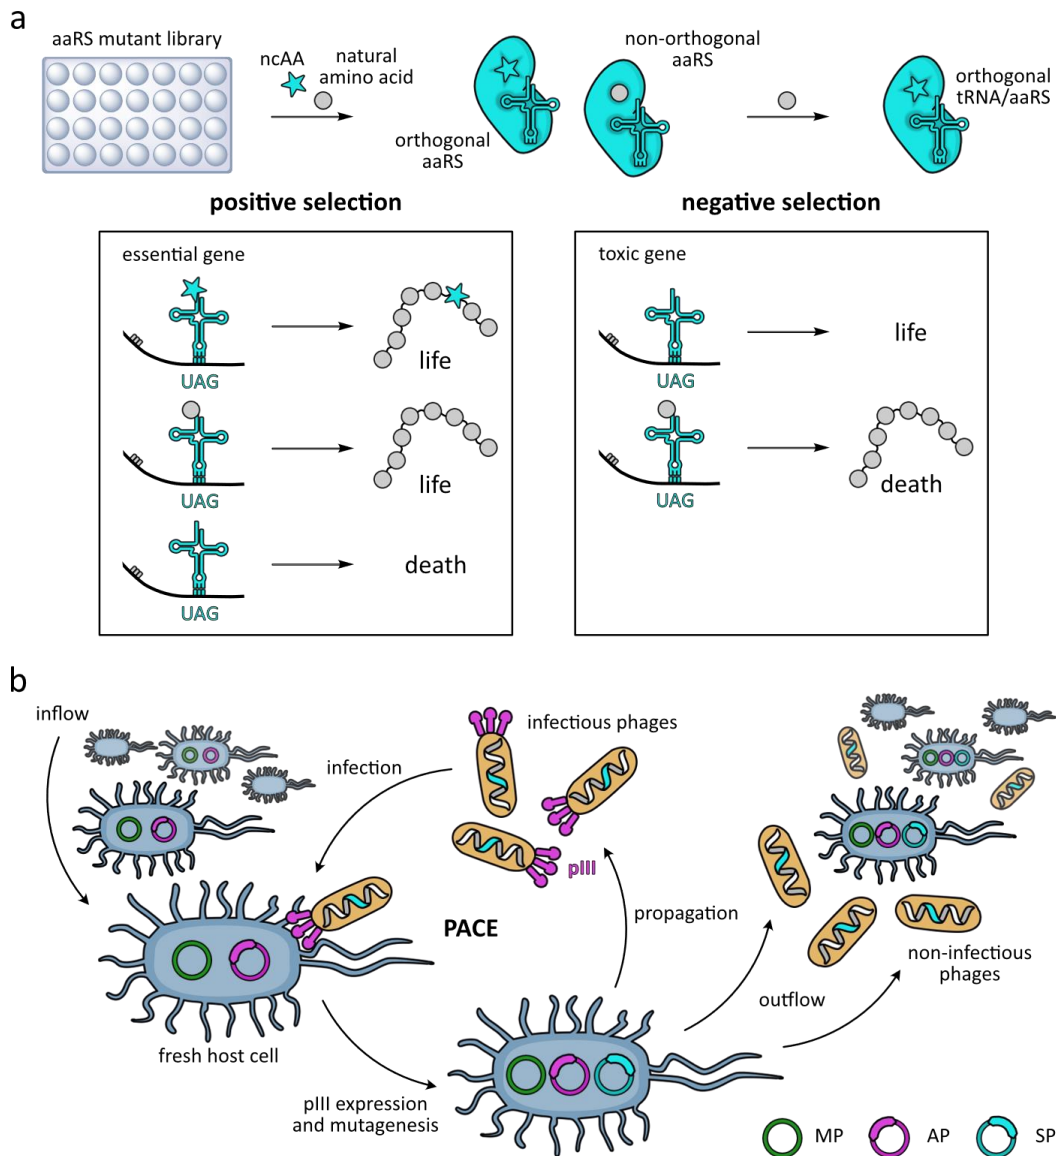 a
aaRS mutant library
ncAA
natural
amino acid
orthogonal
aaRS
non-orthogonal
aaRS
orthogonal
tRNA/aaRS
positive selection
essential gene
UAG
life
UAG
life
UAG
death
negative selection
toxic gene
UAG
life
UAG
death
b
inflow
infection
infectious phages
pIII
PACE
propagation
fresh host cell
pIII expression
and mutagenesis
outflow
non-infectious
phages
MP
AP
SP